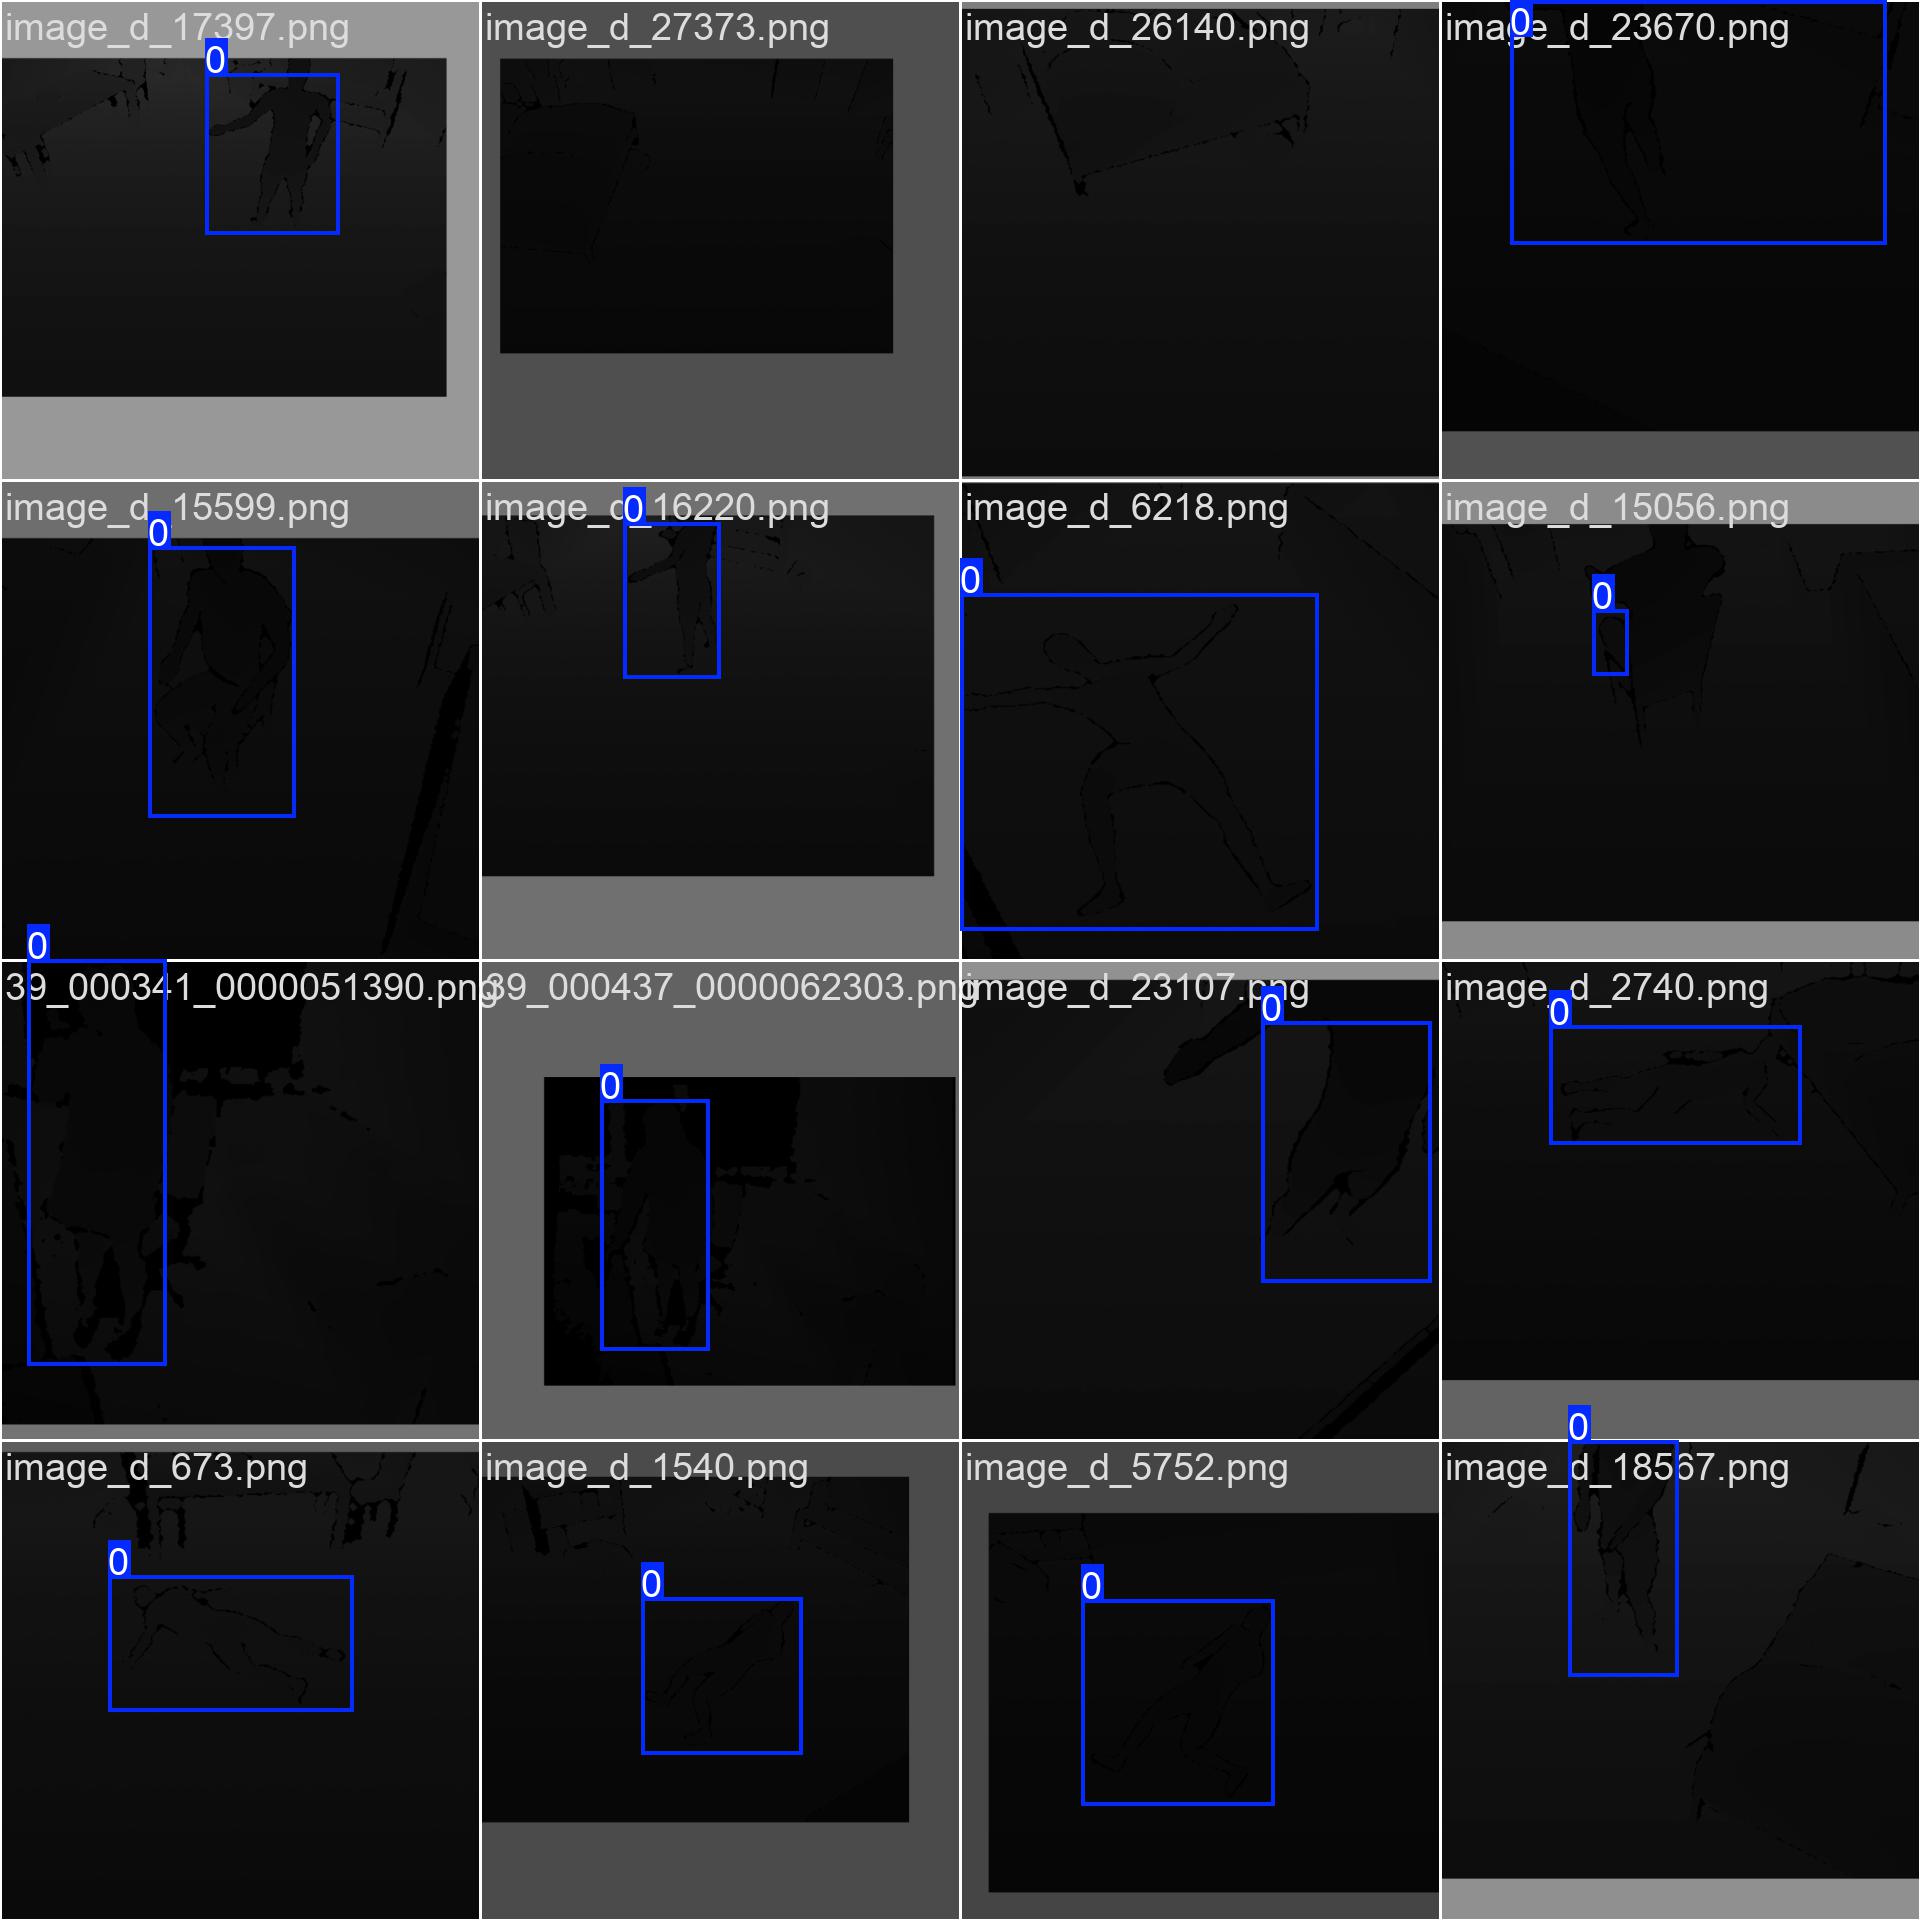 image_d_17397.png
0
image_d_27373.png
image_d_26140.png
image_d_23670.png
0
image_d_15599.png
0
image_d_16220.png
0
image_d_6218.png
0
image_d_15056.png
0
39_000341_0000051390.png
0
39_000437_0000062303.png
0
image_d_23107.png
0
image_d_2740.png
0
image_d_673.png
0
image_d_1540.png
0
image_d_5752.png
0
image_d_18567.png
0